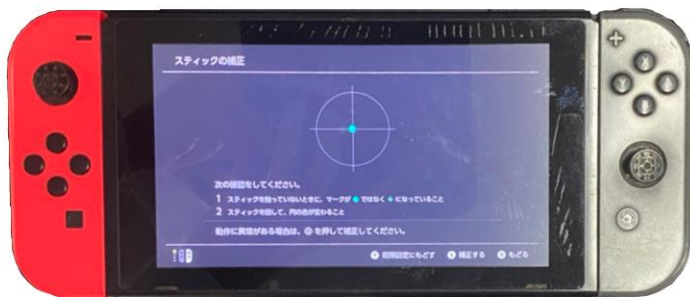 スティックの補正
次の確認をしてください。
1 スティックを触っていないときに、マークが ● ではなく + になっていること
2 スティックを回して、円の色が変わること
動作に異常がある場合は、Ⓧ を押して補正してください。
Ⓨ 初期設定にもどす Ⓧ 補正する Ⓑ もどる
X
Y
Y